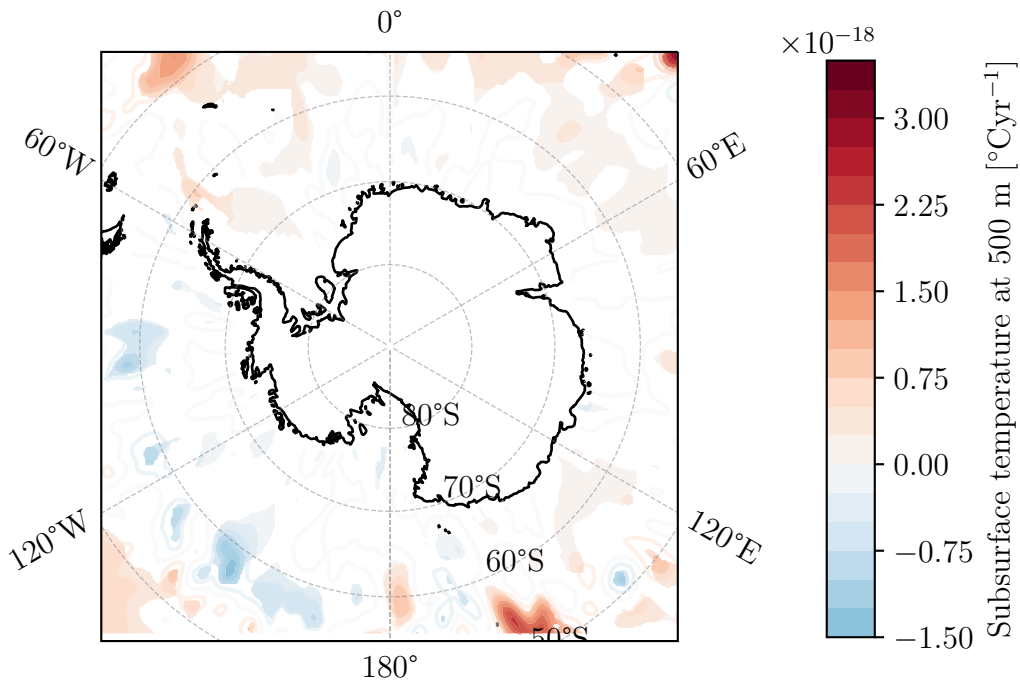 0°
×10⁻¹⁸
60°W
60°E
3.00
2.25
1.50
0.75
0.00
−0.75
−1.50
Subsurface temperature at 500 m [°Cyr⁻¹]
80°S
70°S
60°S
50°S
120°W
120°E
180°